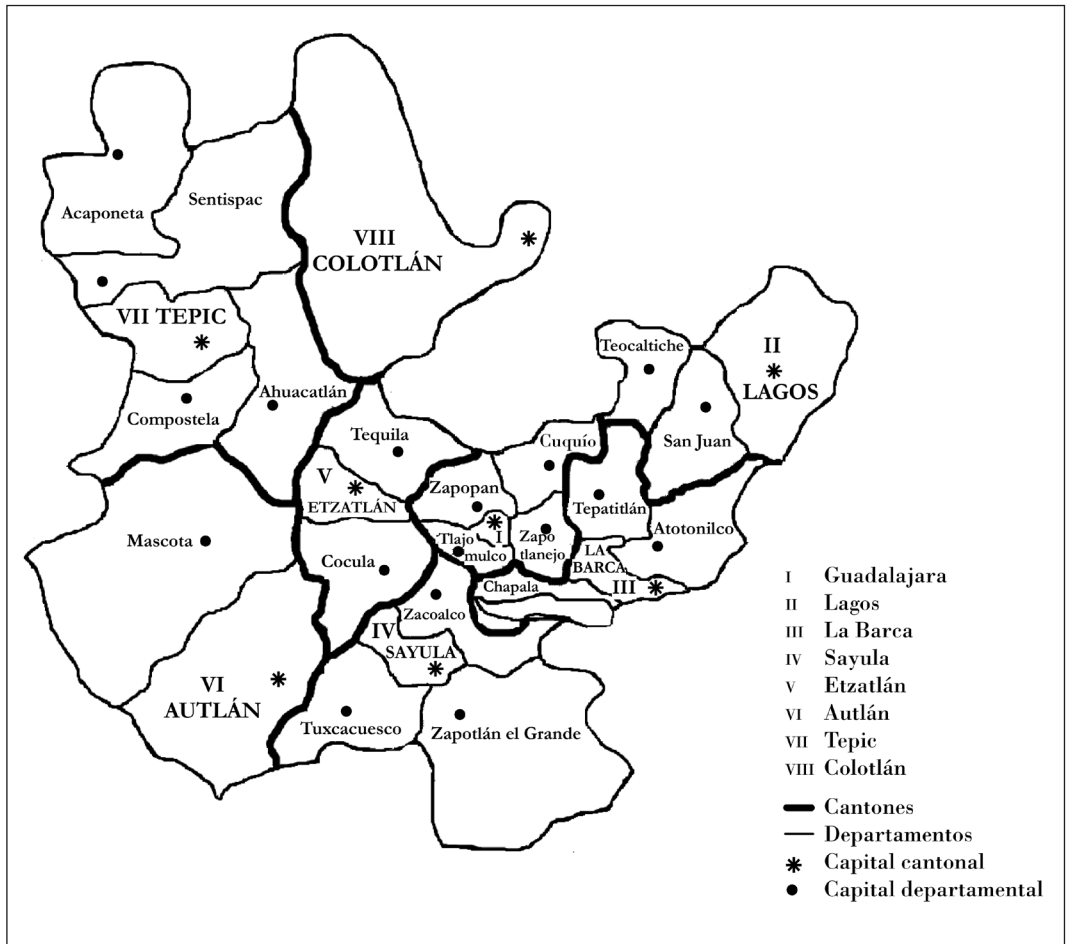 Acaponeta
Sentispac
VIII
COLOTLÁN
VII TEPIC
Teocaltiche
II
LAGOS
Compostela
Ahuacatlán
Tequila
Cuquío
San Juan
V
ETZATLÁN
Zapopan
Tepatitlán
Atotonilco
Mascota
Cocula
Tlajo
mulco
I
Zapo
tlanejo
LA
BARCA
III
Chapala
Zacoalco
IV
SAYULA
VI
AUTLÁN
Tuxcacuesco
Zapotlán el Grande
I Guadalajara
II Lagos
III La Barca
IV Sayula
V Etzatlán
VI Autlán
VII Tepic
VIII Colotlán
Cantones
Departamentos
Capital cantonal
Capital departamental